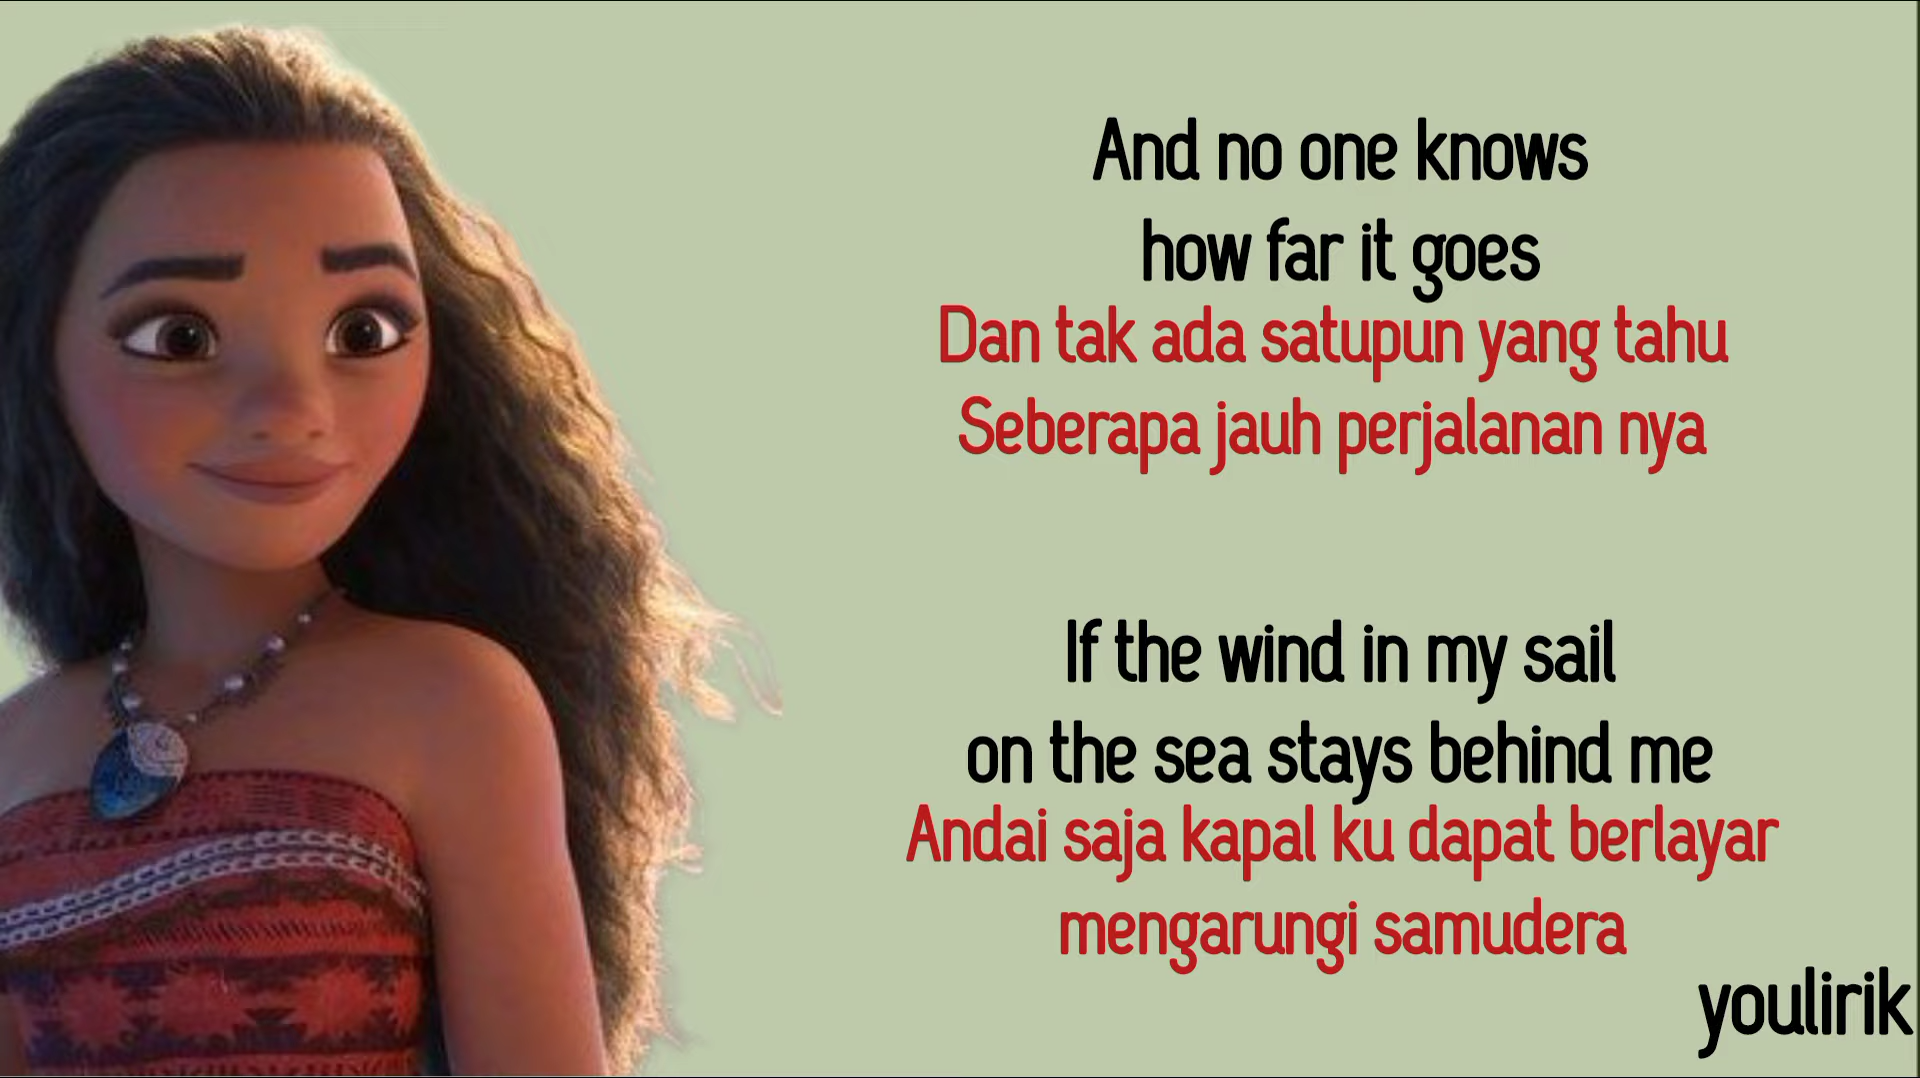 And no one knows
how far it goes
Dan tak ada satupun yang tahu
Seberapa jauh perjalanan nya
If the wind in my sail
on the sea stays behind me
Andai saja kapal ku dapat berlayar
mengarungi samudera
youlirik